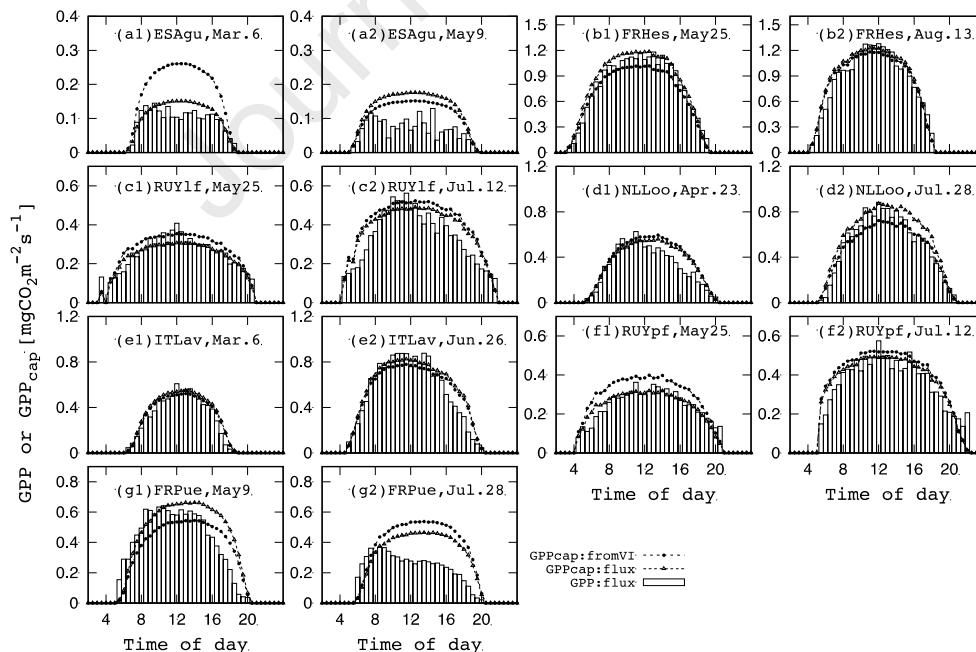 Journ
(a1)ESAgu,Mar.6
(a2)ESAgu,May9
(b1)FRHes,May25
(b2)FRHes,Aug.13
0.4
0.3
0.2
0.1
0
0.4
0.3
0.2
0.1
0
1.5
1.2
0.9
0.6
0.3
0
1.5
1.2
0.9
0.6
0.3
0
(c1)RUYlf,May25
(c2)RUYlf,Jul.12
(d1)NLLoo,Apr.23
(d2)NLLoo,Jul.28
0.6
0.4
0.2
0
0.6
0.4
0.2
0
1.2
0.8
0.4
0
1.2
0.8
0.4
0
(e1)ITLav,Mar.6
(e2)ITLav,Jun.26
(f1)RUYpf,May25
(f2)RUYpf,Jul.12
1.2
0.8
0.4
0
1.2
0.8
0.4
0
0.6
0.4
0.2
0
0.6
0.4
0.2
0
4 8 12 16 20
4 8 12 16 20
Time of day
Time of day
(g1)FRPue,May9
(g2)FRPue,Jul.28
0.8
0.6
0.4
0.2
0
0.8
0.6
0.4
0.2
0
4 8 12 16 20
4 8 12 16 20
Time of day
Time of day
GPP or GPPcap [mgCO2m−2s−1]
GPPcap:fromVI
GPPcap:flux
GPP:flux